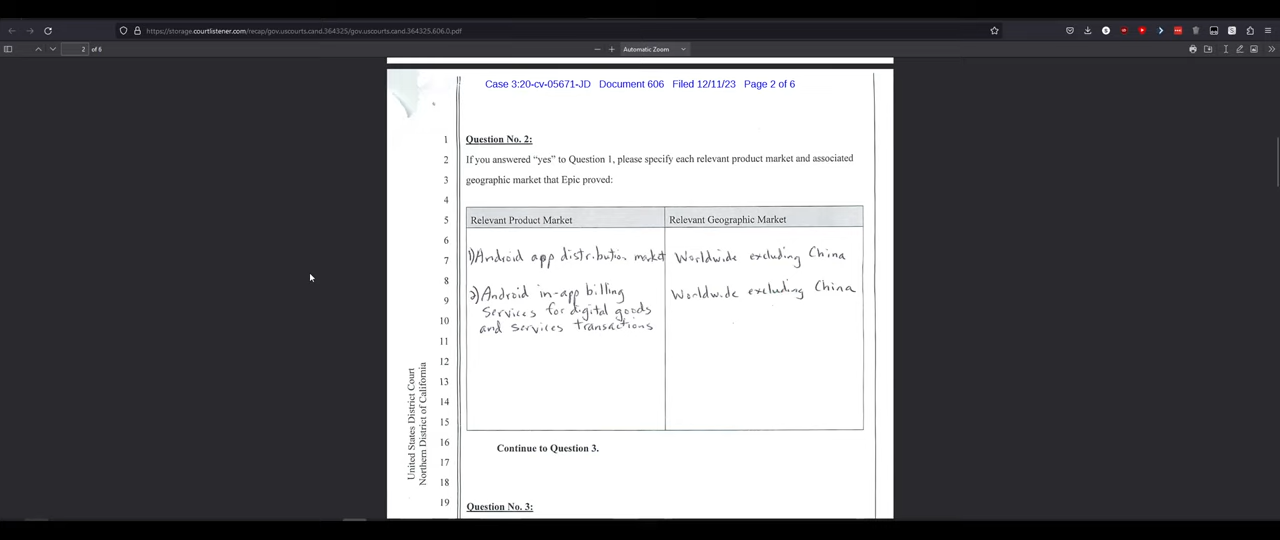 https://storage.courtlistener.com/recap/gov.uscourts.cand.364325/gov.uscourts.cand.364325.606.0.pdf
2 of 6
Automatic Zoom
Case 3:20-cv-05671-JD Document 606 Filed 12/11/23 Page 2 of 6
1 Question No. 2:
2 If you answered “yes” to Question 1, please specify each relevant product market and associated
3 geographic market that Epic proved:
4
5 Relevant Product Market Relevant Geographic Market
6
7 1) Android app distribution market Worldwide excluding China
8
9 2) Android in-app billing Worldwide excluding China
services for digital goods
10 and services transactions
11
12
13
14
15
16 Continue to Question 3.
17
18
19 Question No. 3:
United States District Court
Northern District of California